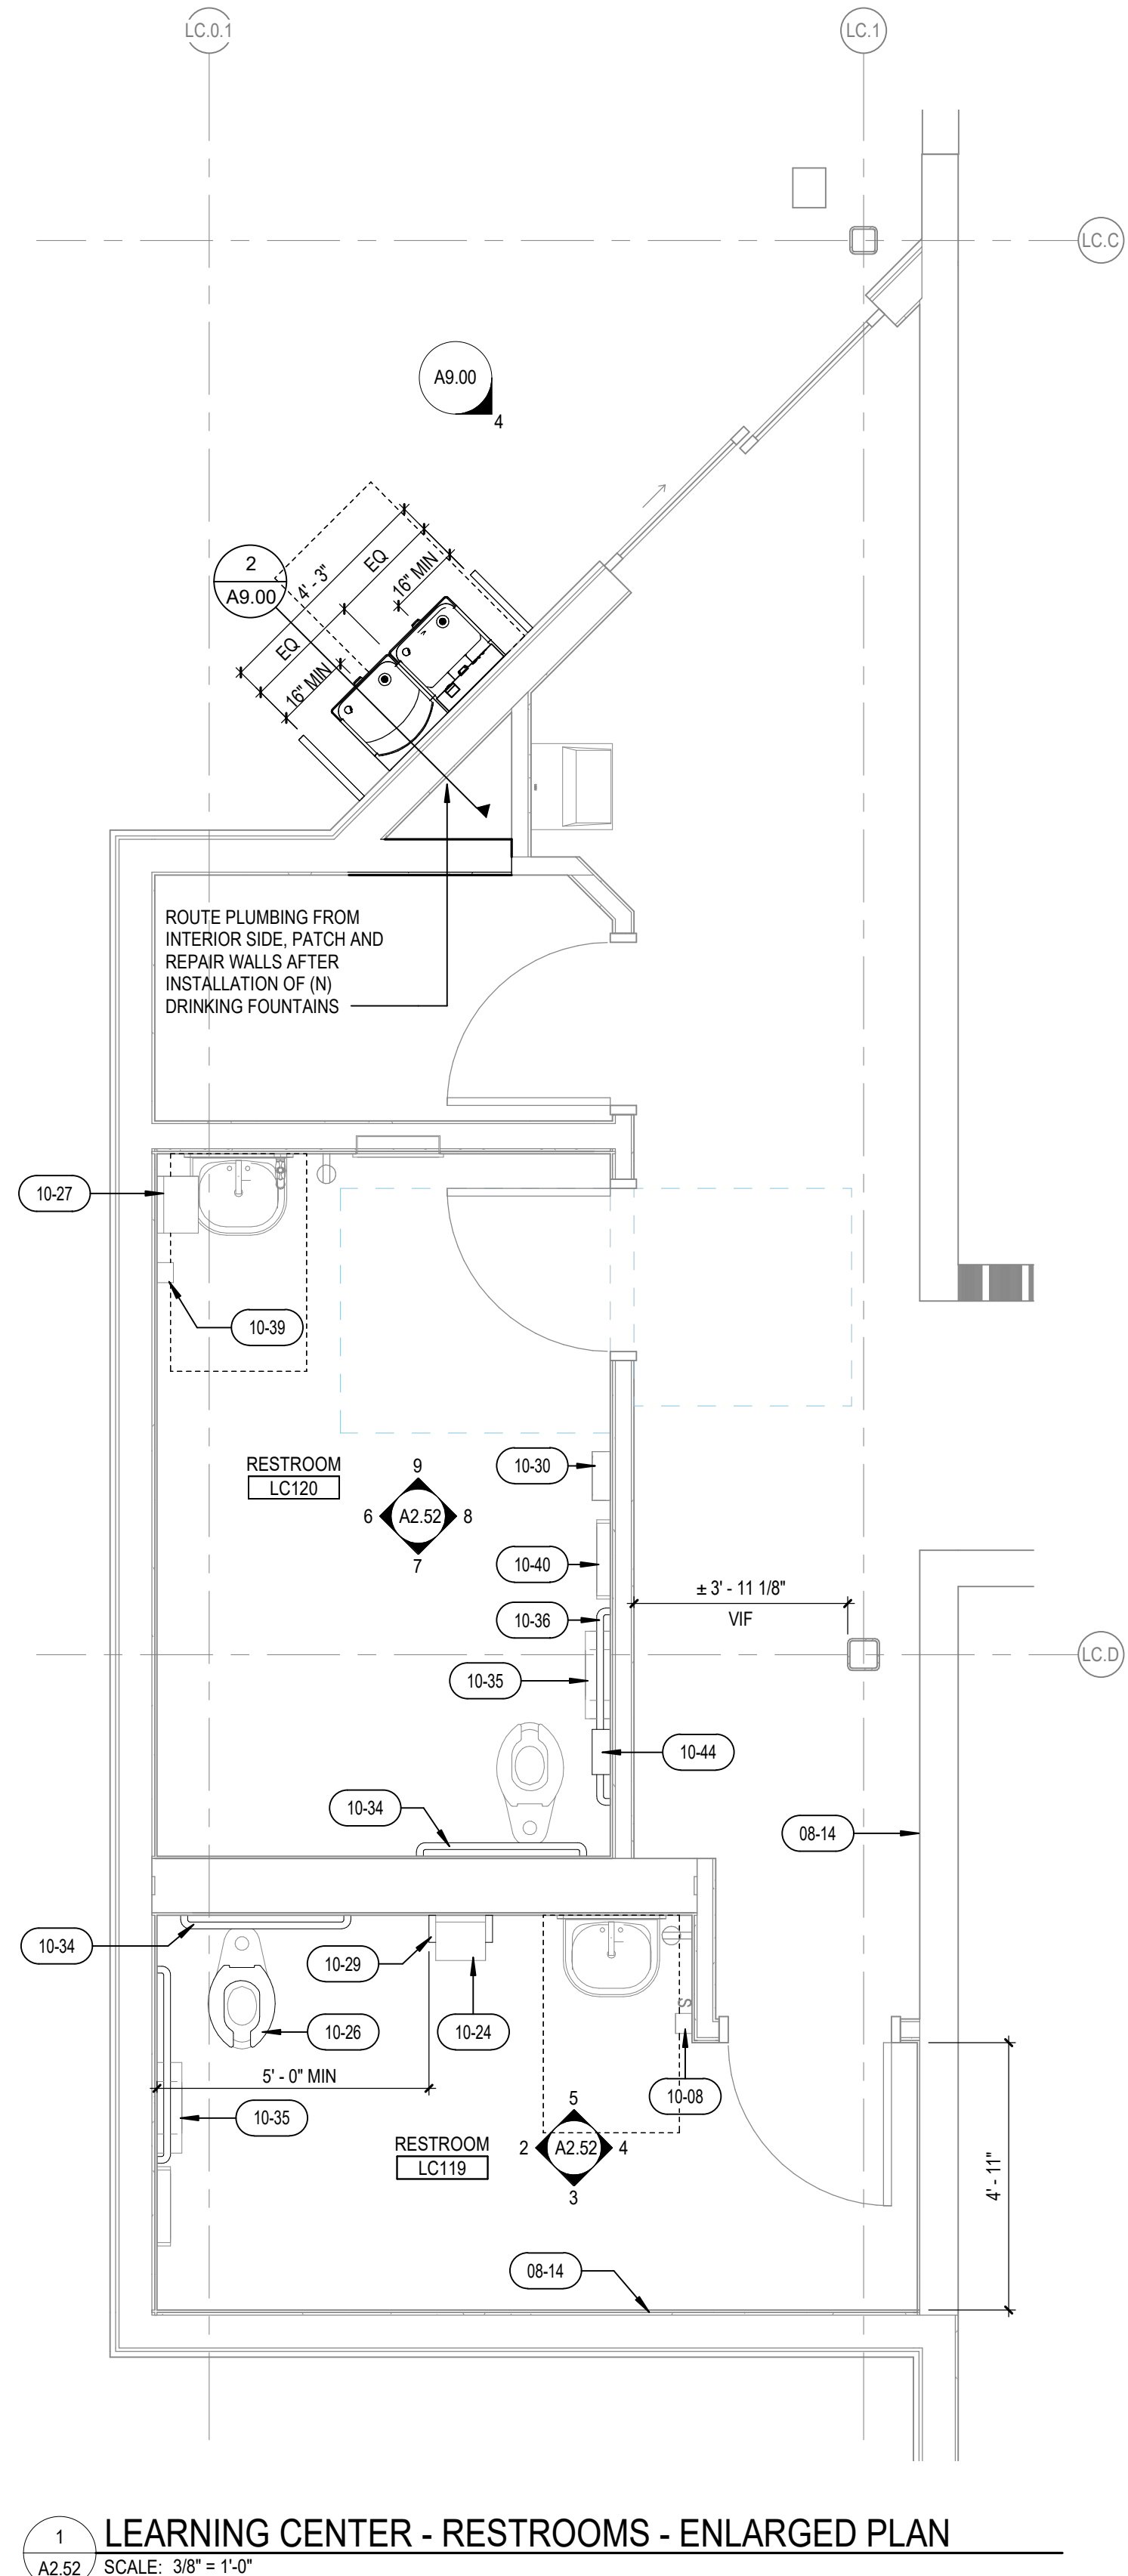 LC.0.1
LC.1
LC.C
A9.00
4
2
A9.00
4' - 3"
EQ
16" MIN
EQ
16" MIN
ROUTE PLUMBING FROM
INTERIOR SIDE, PATCH AND
REPAIR WALLS AFTER
INSTALLATION OF (N)
DRINKING FOUNTAINS
10-27
10-39
RESTROOM
LC120
9
6
A2.52
8
7
10-30
10-40
± 3' - 11 1/8"
VIF
10-36
LC.D
10-35
10-44
10-34
08-14
10-34
10-29
10-26
10-24
S
5' - 0" MIN
10-08
10-35
5
RESTROOM
LC119
2
A2.52
4
3
4' - 11"
08-14
1
A2.52
LEARNING CENTER - RESTROOMS - ENLARGED PLAN
SCALE: 3/8" = 1'-0"